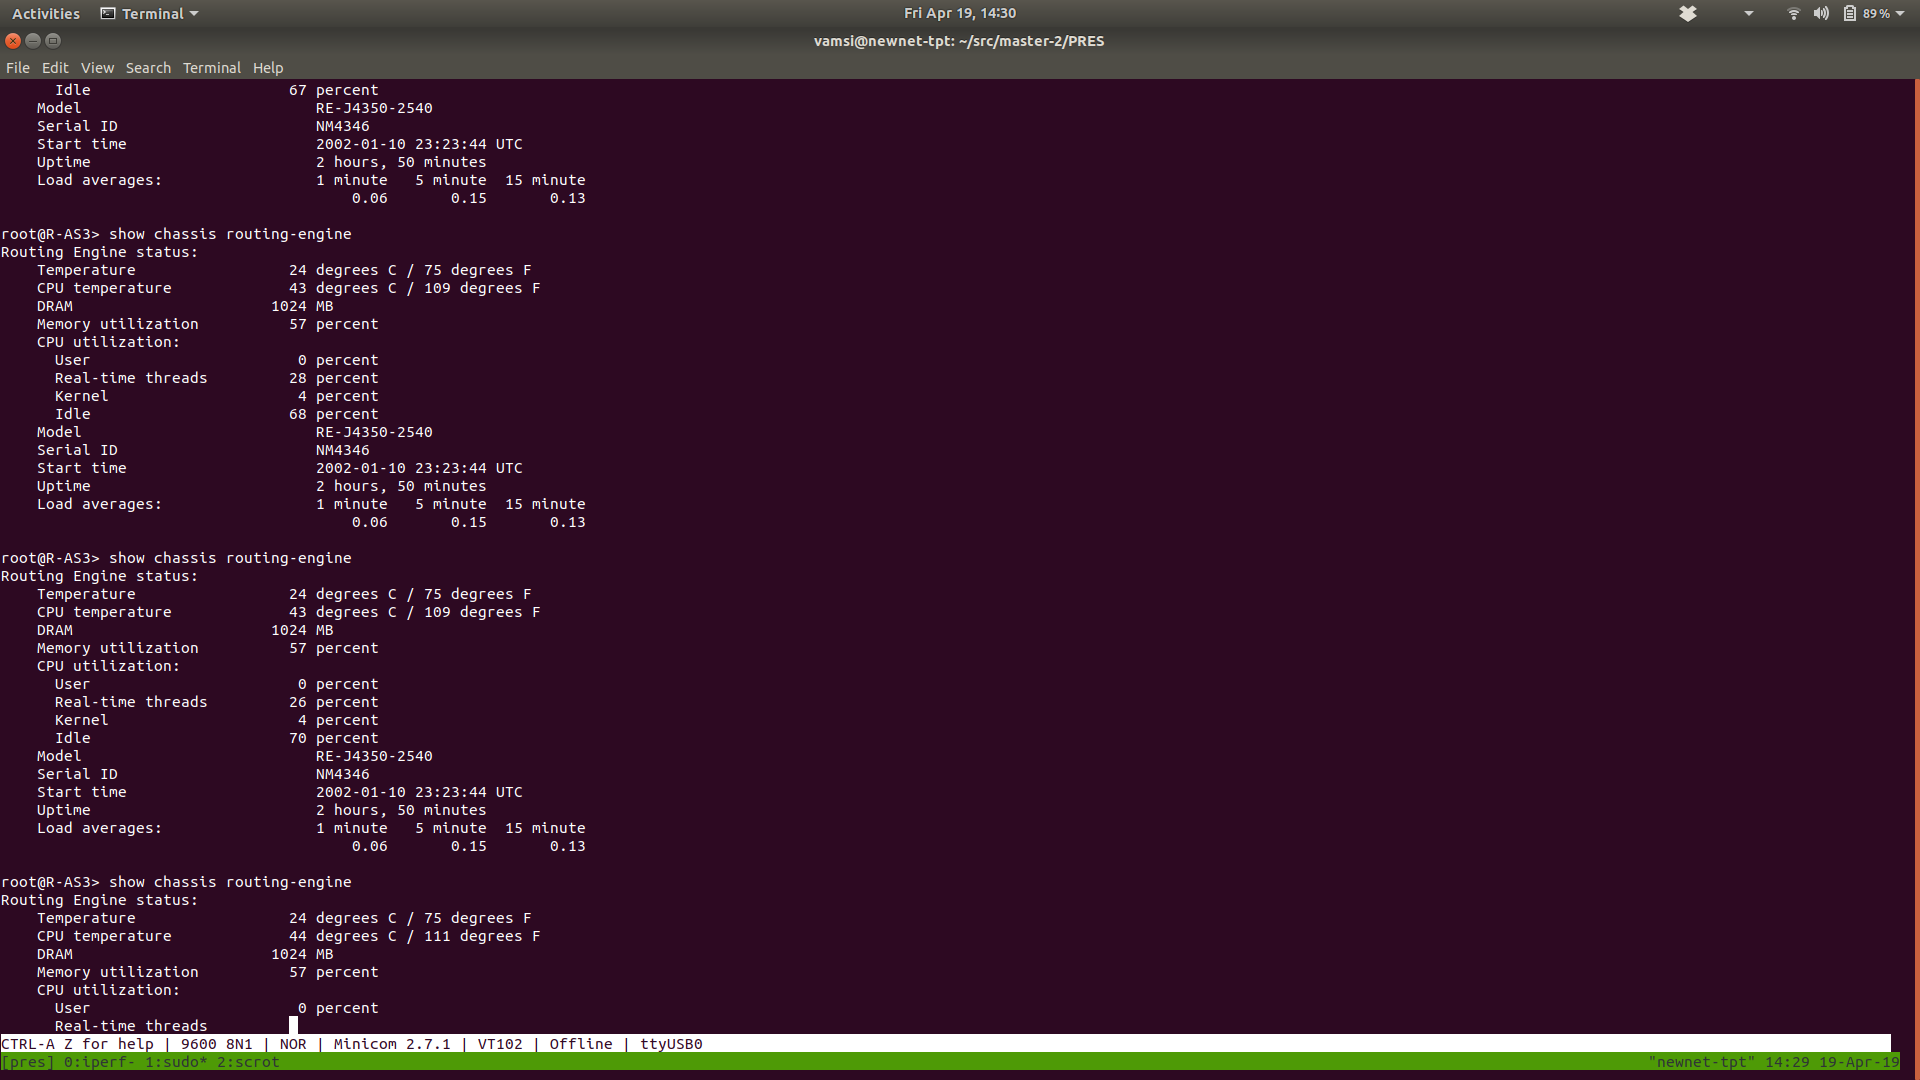 Activities Terminal Fri Apr 19, 14:30 89 %
vamsi@newnet-tpt: ~/src/master-2/PRES
File Edit View Search Terminal Help
Idle 67 percent
Model RE-J4350-2540
Serial ID NM4346
Start time 2002-01-10 23:23:44 UTC
Uptime 2 hours, 50 minutes
Load averages: 1 minute 5 minute 15 minute
0.06 0.15 0.13
root@R-AS3> show chassis routing-engine
Routing Engine status:
Temperature 24 degrees C / 75 degrees F
CPU temperature 43 degrees C / 109 degrees F
DRAM 1024 MB
Memory utilization 57 percent
CPU utilization:
User 0 percent
Real-time threads 28 percent
Kernel 4 percent
Idle 68 percent
Model RE-J4350-2540
Serial ID NM4346
Start time 2002-01-10 23:23:44 UTC
Uptime 2 hours, 50 minutes
Load averages: 1 minute 5 minute 15 minute
0.06 0.15 0.13
root@R-AS3> show chassis routing-engine
Routing Engine status:
Temperature 24 degrees C / 75 degrees F
CPU temperature 43 degrees C / 109 degrees F
DRAM 1024 MB
Memory utilization 57 percent
CPU utilization:
User 0 percent
Real-time threads 26 percent
Kernel 4 percent
Idle 70 percent
Model RE-J4350-2540
Serial ID NM4346
Start time 2002-01-10 23:23:44 UTC
Uptime 2 hours, 50 minutes
Load averages: 1 minute 5 minute 15 minute
0.06 0.15 0.13
root@R-AS3> show chassis routing-engine
Routing Engine status:
Temperature 24 degrees C / 75 degrees F
CPU temperature 44 degrees C / 111 degrees F
DRAM 1024 MB
Memory utilization 57 percent
CPU utilization:
User 0 percent
Real-time threads
CTRL-A Z for help | 9600 8N1 | NOR | Minicom 2.7.1 | VT102 | Offline | ttyUSB0
[pres] 0:iperf- 1:sudo* 2:scrot "newnet-tpt" 14:29 19-Apr-19